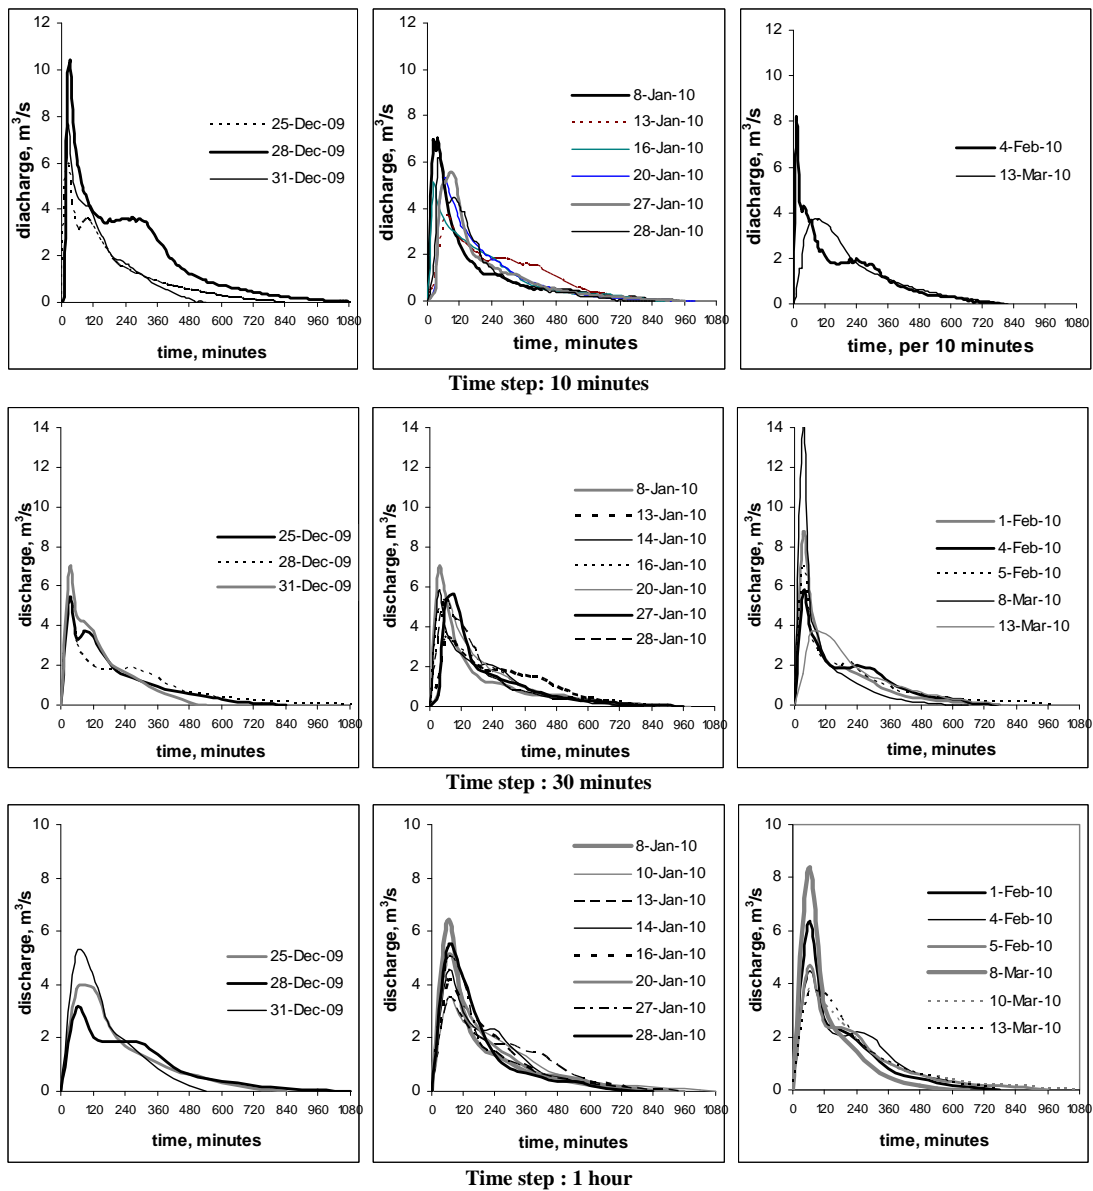 12
10
8
6
4
2
0
diacharge, m³/s
25-Dec-09
28-Dec-09
31-Dec-09
0 120 240 360 480 600 720 840 960 1080
time, minutes
12
10
8
6
4
2
0
diacharge, m³/s
8-Jan-10
13-Jan-10
16-Jan-10
20-Jan-10
27-Jan-10
28-Jan-10
0 120 240 360 480 600 720 840 960 1080
time, minutes
12
10
8
6
4
2
0
discharge, m³/s
4-Feb-10
13-Mar-10
0 120 240 360 480 600 720 840 960 1080
time, per 10 minutes
Time step: 10 minutes
14
12
10
8
6
4
2
0
discharge, m³/s
25-Dec-09
28-Dec-09
31-Dec-09
0 120 240 360 480 600 720 840 960 1080
time, minutes
14
12
10
8
6
4
2
0
discharge, m³/s
8-Jan-10
13-Jan-10
14-Jan-10
16-Jan-10
20-Jan-10
27-Jan-10
28-Jan-10
0 120 240 360 480 600 720 840 960 1080
time, minutes
14
12
10
8
6
4
2
0
discharge, m³/s
1-Feb-10
4-Feb-10
5-Feb-10
8-Mar-10
13-Mar-10
0 120 240 360 480 600 720 840 960 1080
time, minutes
Time step : 30 minutes
10
8
6
4
2
0
discharge, m³/s
25-Dec-09
28-Dec-09
31-Dec-09
0 120 240 360 480 600 720 840 960 1080
time, minutes
10
8
6
4
2
0
discharge, m³/s
8-Jan-10
10-Jan-10
13-Jan-10
14-Jan-10
16-Jan-10
20-Jan-10
27-Jan-10
28-Jan-10
0 120 240 360 480 600 720 840 960 1080
time, minutes
10
8
6
4
2
0
discharge, m³/s
1-Feb-10
4-Feb-10
5-Feb-10
8-Mar-10
10-Mar-10
13-Mar-10
0 120 240 360 480 600 720 840 960 1080
time, minutes
Time step : 1 hour